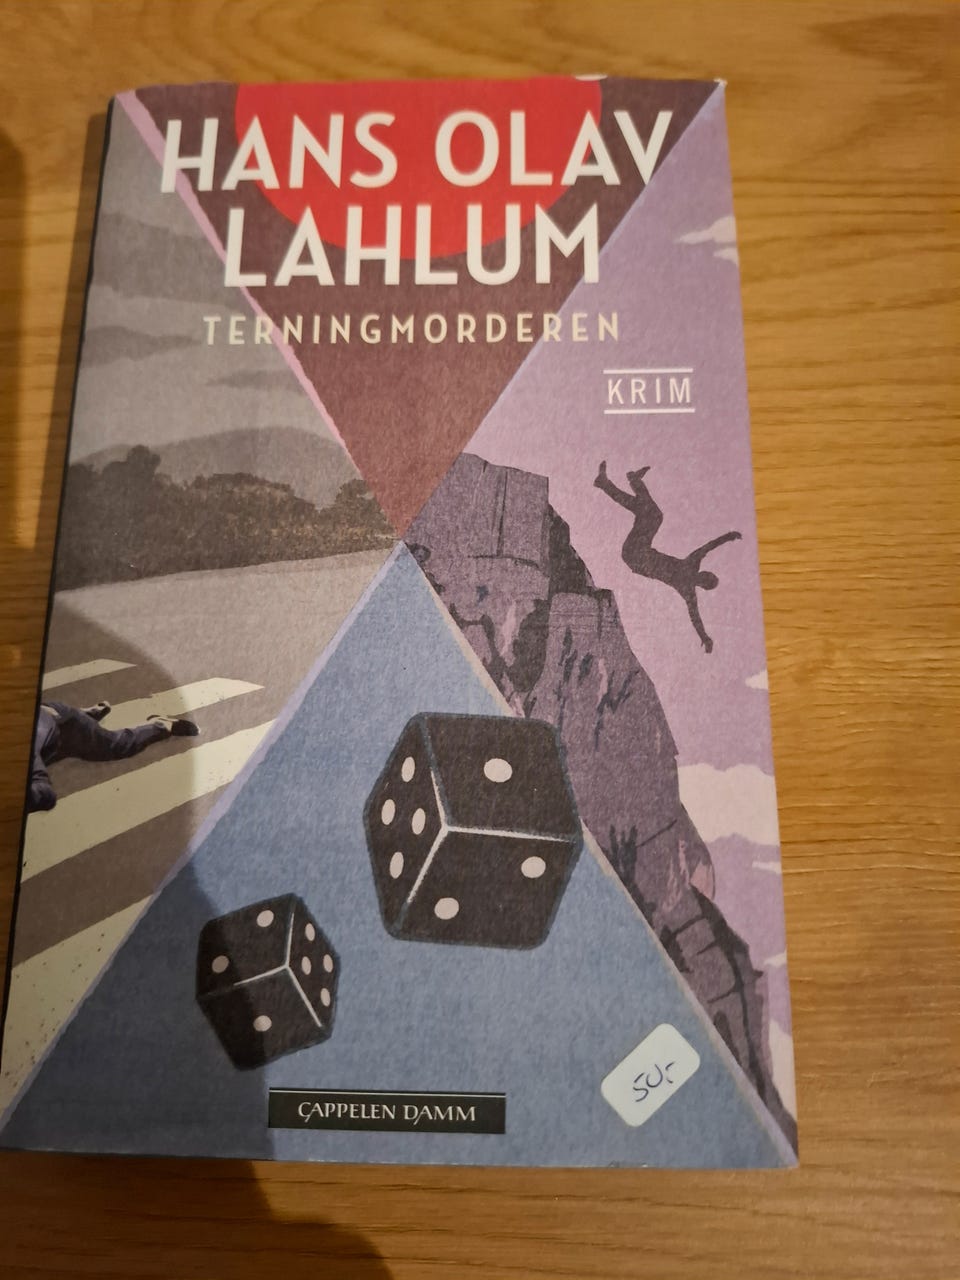 HANS OLAV
LAHLUM
TERNINGMORDEREN
KRIM
50,-
CAPPELEN DAMM